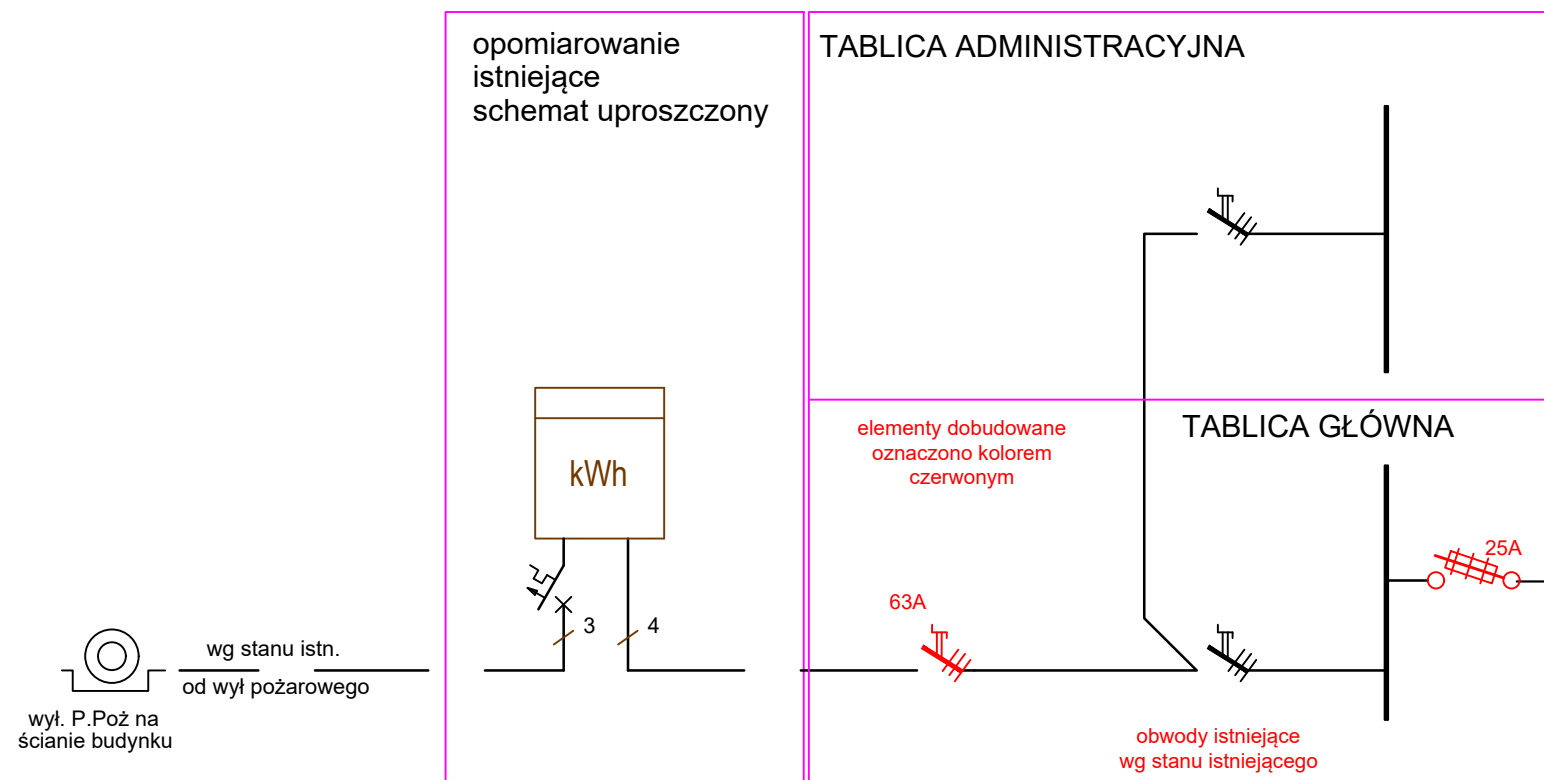 opomiarowanie
istniejące
schemat uproszczony
TABLICA ADMINISTRACYJNA
elementy dobudowane
oznaczono kolorem
czerwonym
TABLICA GŁÓWNA
kWh
25A
63A
3
4
wg stanu istn.
od wył pożarowego
wył. P.Poż na
ścianie budynku
obwody istniejące
wg stanu istniejącego